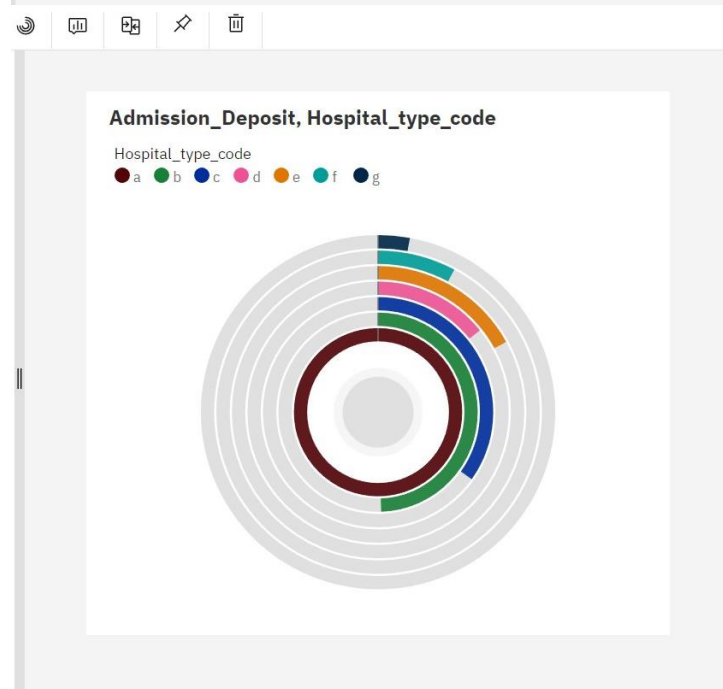 Admission_Deposit, Hospital_type_code
Hospital_type_code
a b c d e f g